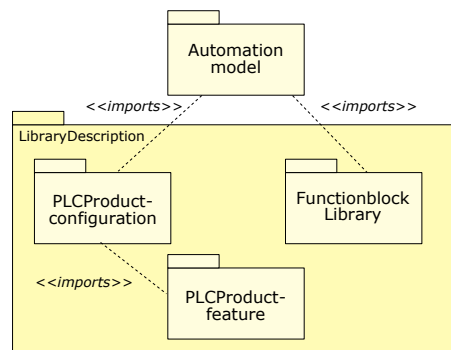 Automation
model
<<imports>>
<<imports>>
LibraryDescription
PLCProduct-
configuration
Functionblock
Library
<<imports>>
PLCProduct-
feature